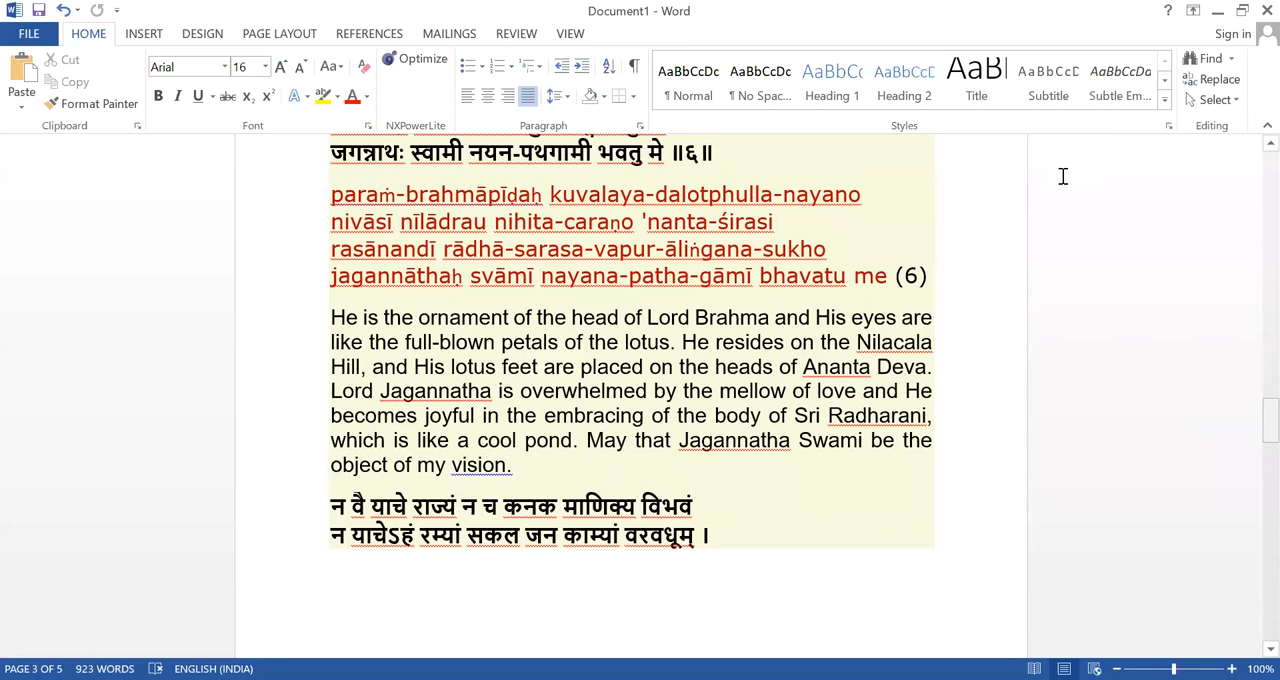 Document1 - Word
Sign in
FILE HOME INSERT DESIGN PAGE LAYOUT REFERENCES MAILINGS REVIEW VIEW
Paste
Cut
Copy
Format Painter
Clipboard
Arial 16
Font
Optimize
NXPowerLite
Paragraph
AaBbCcDc AaBbCcDc AaBbCc AaBbCc AaBl AaBbCcD AaBbCcDa
¶ Normal ¶ No Spac... Heading 1 Heading 2 Title Subtitle Subtle Em...
Styles
Find
Replace
Select
Editing
जगन्नाथः स्वामी नयन-पथगामी भवतु मे ॥६॥
paraṁ-brahmāpīḍaḥ kuvalaya-dalotphulla-nayano
nivāsī nīlādrau nihita-caraṇo 'nanta-śirasi
rasānandī rādhā-sarasa-vapur-āliṅgana-sukho
jagannāthaḥ svāmī nayana-patha-gāmī bhavatu me (6)
He is the ornament of the head of Lord Brahma and His eyes are
like the full-blown petals of the lotus. He resides on the Nilacala
Hill, and His lotus feet are placed on the heads of Ananta Deva.
Lord Jagannatha is overwhelmed by the mellow of love and He
becomes joyful in the embracing of the body of Sri Radharani,
which is like a cool pond. May that Jagannatha Swami be the
object of my vision.
न वै याचे राज्यं न च कनक माणिक्य विभवं
न याचेऽहं रम्यां सकल जन काम्यां वरवधूम् ।
PAGE 3 OF 5 923 WORDS ENGLISH (INDIA) 100%